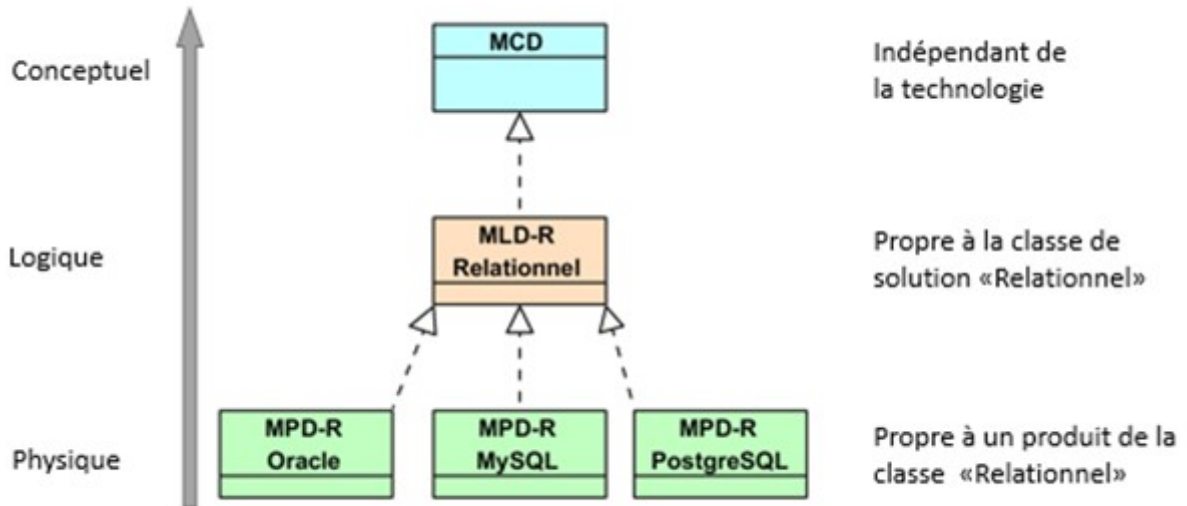 Conceptuel
MCD
Indépendant de
la technologie
Logique
MLD-R
Relationnel
Propre à la classe de
solution «Relationnel»
Physique
MPD-R
Oracle
MPD-R
MySQL
MPD-R
PostgreSQL
Propre à un produit de la
classe «Relationnel»